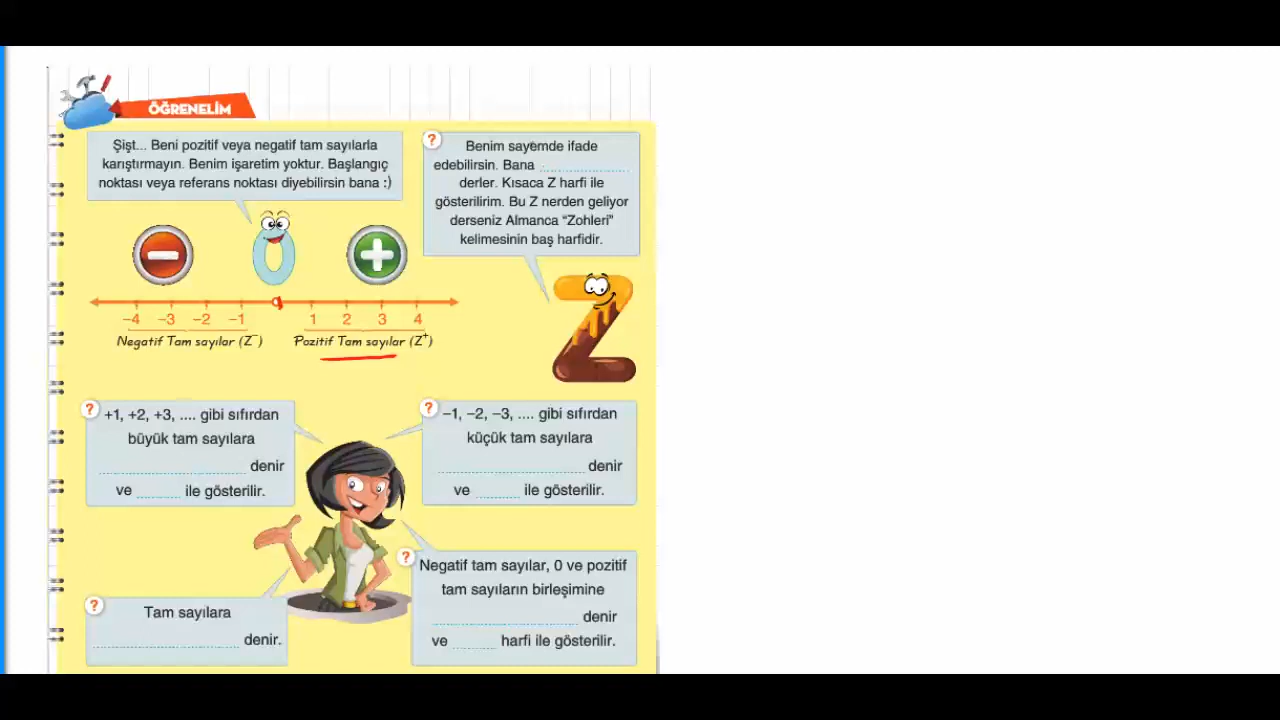 ÖĞRENELİM
Şişt... Beni pozitif veya negatif tam sayılarla
karıştırmayın. Benim işaretim yoktur. Başlangıç
noktası veya referans noktası diyebilirsin bana :)
?
Benim sayemde ifade
edebilirsin. Bana ....................
derler. Kısaca Z harfi ile
gösterilirim. Bu Z nerden geliyor
derseniz Almanca “Zohleri”
kelimesinin baş harfidir.
0
–4 –3 –2 –1 1 2 3 4
Negatif Tam sayılar (Z⁻) Pozitif Tam sayılar (Z⁺)
Z
?
+1, +2, +3, .... gibi sıfırdan
büyük tam sayılara
.................................. denir
ve .......... ile gösterilir.
?
–1, –2, –3, .... gibi sıfırdan
küçük tam sayılara
.................................. denir
ve .......... ile gösterilir.
?
Tam sayılara
.................................. denir.
?
Negatif tam sayılar, 0 ve pozitif
tam sayıların birleşimine
.................................. denir
ve .......... harfi ile gösterilir.